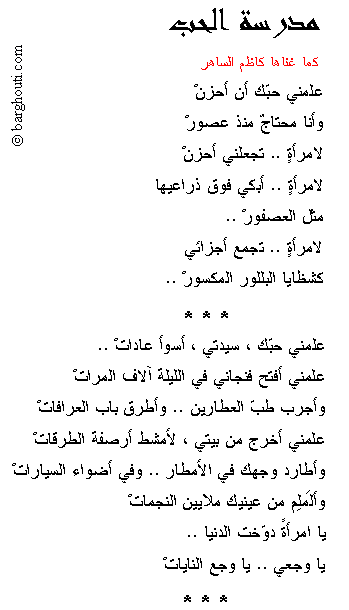 مدرسة الحب
كما غناها كاظم الساهر
© barghouti.com
علمني حبّك أن أحزنْ
وأنا محتاجٌ منذ عصورْ
لامرأةٍ .. تجعلني أحزنْ
لامرأةٍ .. أبكي فوق ذراعيها
مثل العصفورْ ..
لامرأةٍ .. تجمع أجزائي
كشظايا البللور المكسورْ ..
* * *
علمني حبّك ، سيدتي ، أسوأ عاداتْ ..
علمني أفتح فنجاني في الليلة آلاف المراتْ
وأجرب طبّ العطارين .. وأطرق باب العرافاتْ
علمني أخرج من بيتي ، لأمشط أرصفة الطرقاتْ
وأطارد وجهك في الأمطار .. وفي أضواء السياراتْ
وألَملِم من عينيك ملايين النجماتْ
يا امرأةً دوّخت الدنيا ..
يا وجعي .. يا وجع الناياتْ
* * *